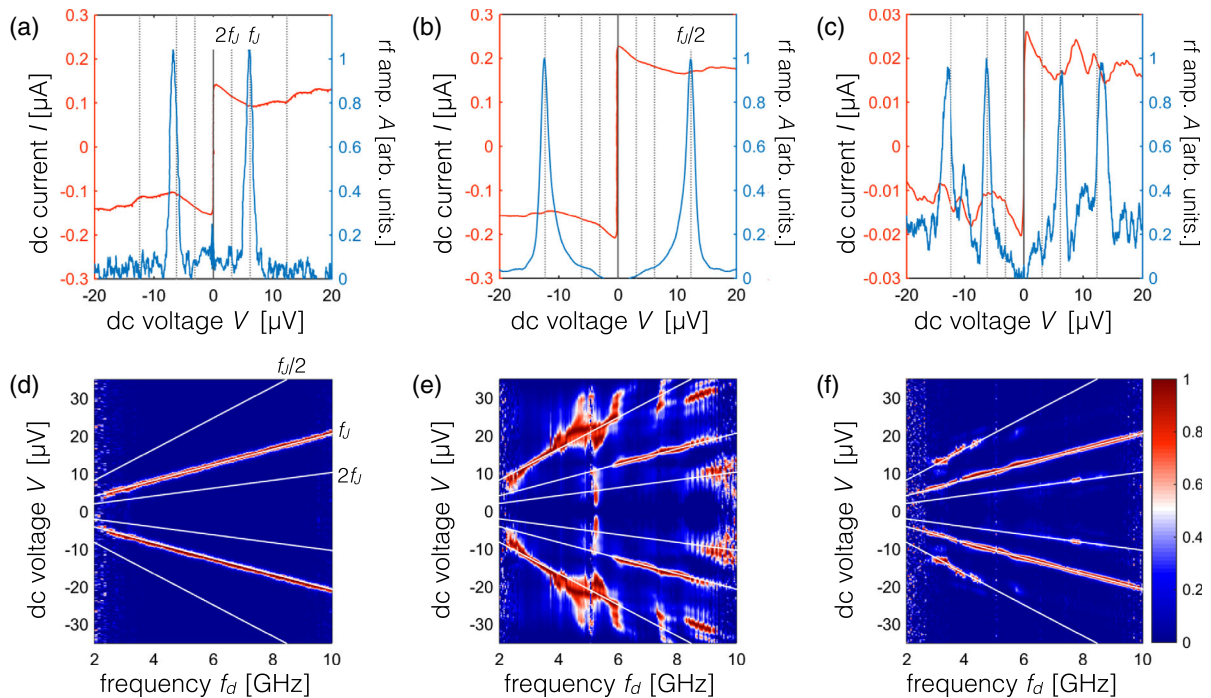 (a)
2fJ fJ
dc current I [µA]
0.3
0.2
0.1
0
-0.1
-0.2
-0.3
1
0.8
0.6
0.4
0.2
0
rf amp. A [arb. units.]
-20 -10 0 10 20
dc voltage V [µV]
(b)
fJ/2
dc current I [µA]
0.3
0.2
0.1
0
-0.1
-0.2
-0.3
1
0.8
0.6
0.4
0.2
0
rf amp. A [arb. units.]
-20 -10 0 10 20
dc voltage V [µV]
(c)
dc current I [µA]
0.03
0.02
0.01
0
-0.01
-0.02
-0.03
1
0.8
0.6
0.4
0.2
0
rf amp. A [arb. units.]
-20 -10 0 10 20
dc voltage V [µV]
(d)
fJ/2
fJ
2fJ
dc voltage V [µV]
30
20
10
0
-10
-20
-30
2 4 6 8 10
frequency fd [GHz]
(e)
dc voltage V [µV]
30
20
10
0
-10
-20
-30
2 4 6 8 10
frequency fd [GHz]
(f)
dc voltage V [µV]
30
20
10
0
-10
-20
-30
2 4 6 8 10
frequency fd [GHz]
1
0.8
0.6
0.4
0.2
0